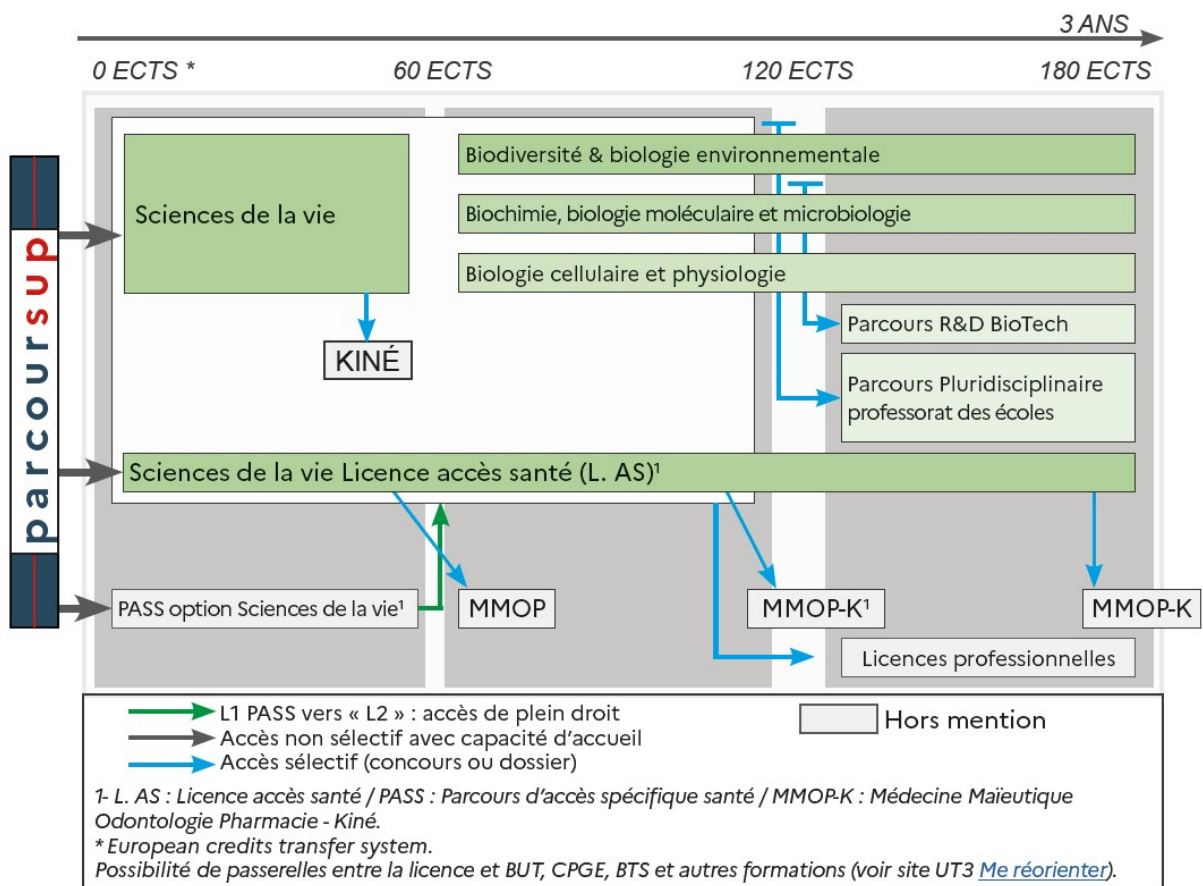 3 ANS
0 ECTS *
60 ECTS
120 ECTS
180 ECTS
parcoursup
Sciences de la vie
Biodiversité & biologie environnementale
Biochimie, biologie moléculaire et microbiologie
Biologie cellulaire et physiologie
KINÉ
Parcours R&D BioTech
Parcours Pluridisciplinaire
professorat des écoles
Sciences de la vie Licence accès santé (L. AS)¹
PASS option Sciences de la vie¹
MMOP
MMOP-K¹
MMOP-K
Licences professionnelles
L1 PASS vers « L2 » : accès de plein droit
Accès non sélectif avec capacité d'accueil
Accès sélectif (concours ou dossier)
Hors mention
1- L. AS : Licence accès santé / PASS : Parcours d'accès spécifique santé / MMOP-K : Médecine Maïeutique
Odontologie Pharmacie - Kiné.
* European credits transfer system.
Possibilité de passerelles entre la licence et BUT, CPGE, BTS et autres formations (voir site UT3 Me réorienter).